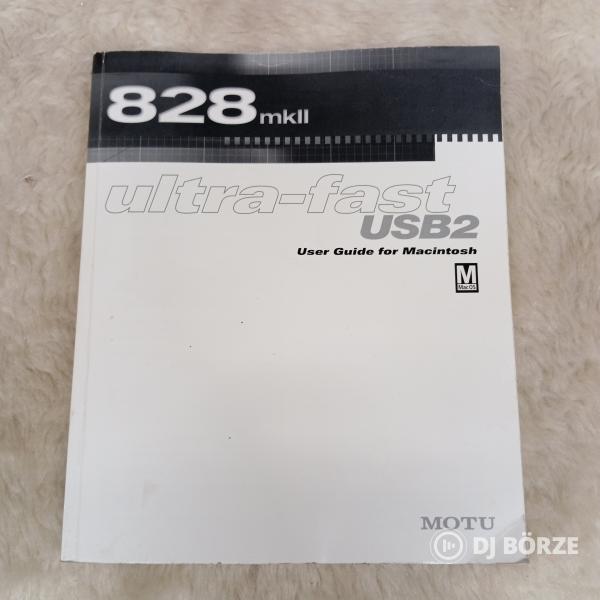 828mkII
ultra-fast
USB2
User Guide for Macintosh
M
Mac OS
MOTU
DJ BÖRZE